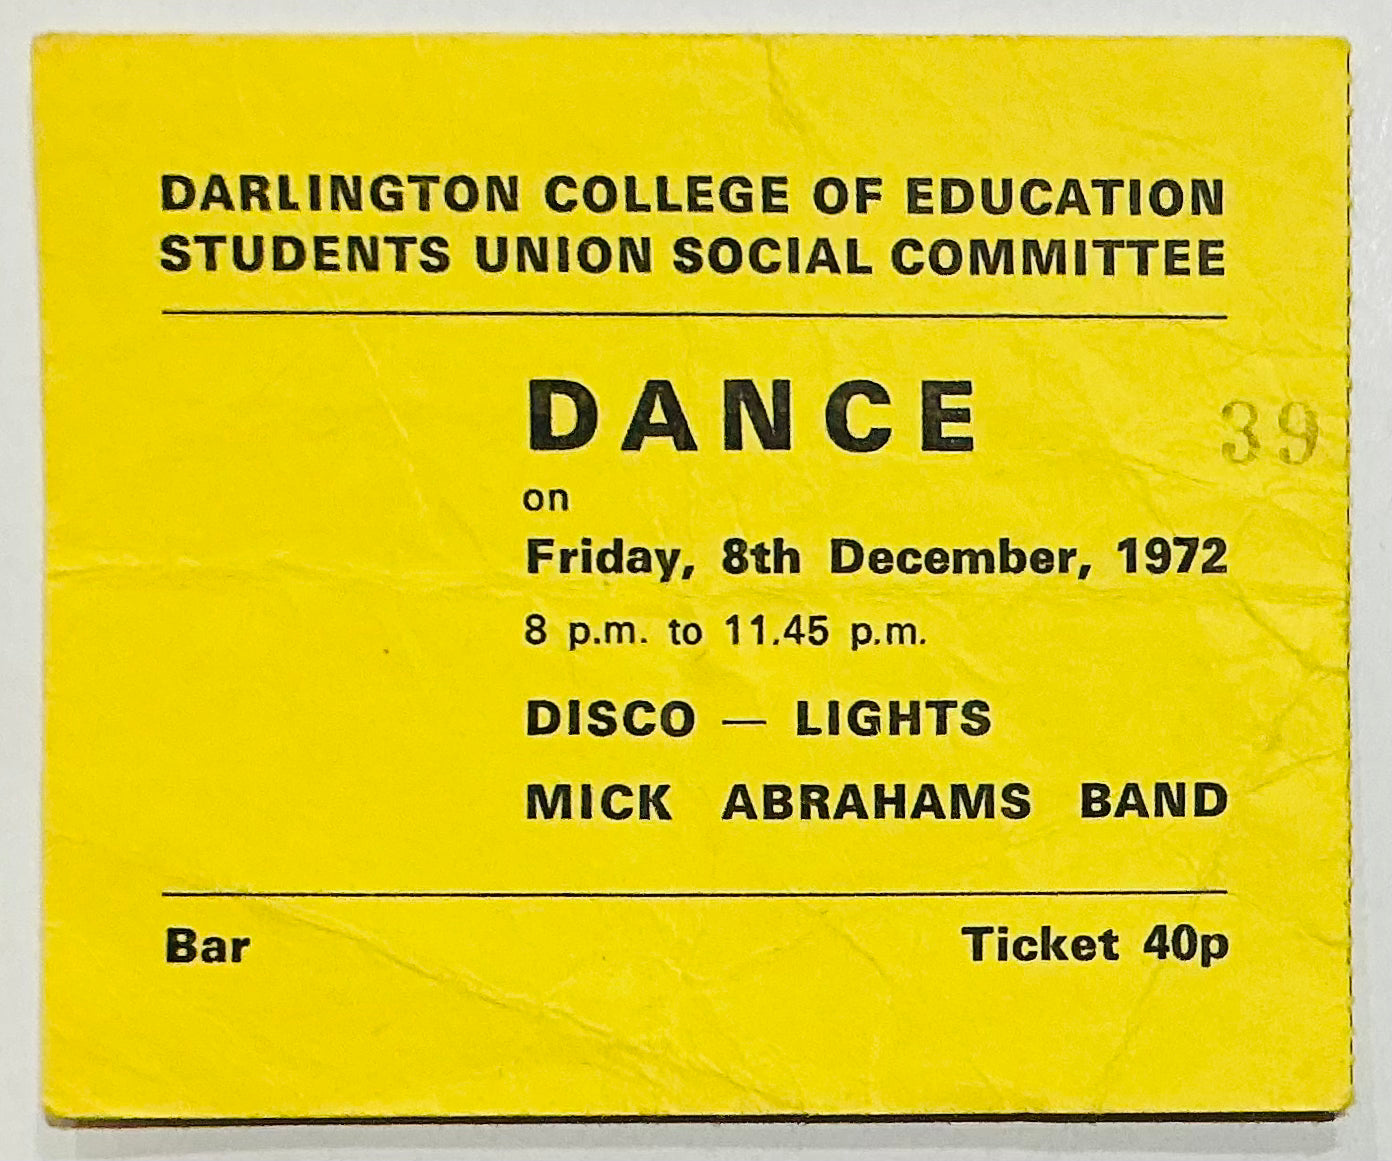 DARLINGTON COLLEGE OF EDUCATION
STUDENTS UNION SOCIAL COMMITTEE
DANCE
39
on
Friday, 8th December, 1972
8 p.m. to 11.45 p.m.
DISCO — LIGHTS
MICK ABRAHAMS BAND
Bar Ticket 40p